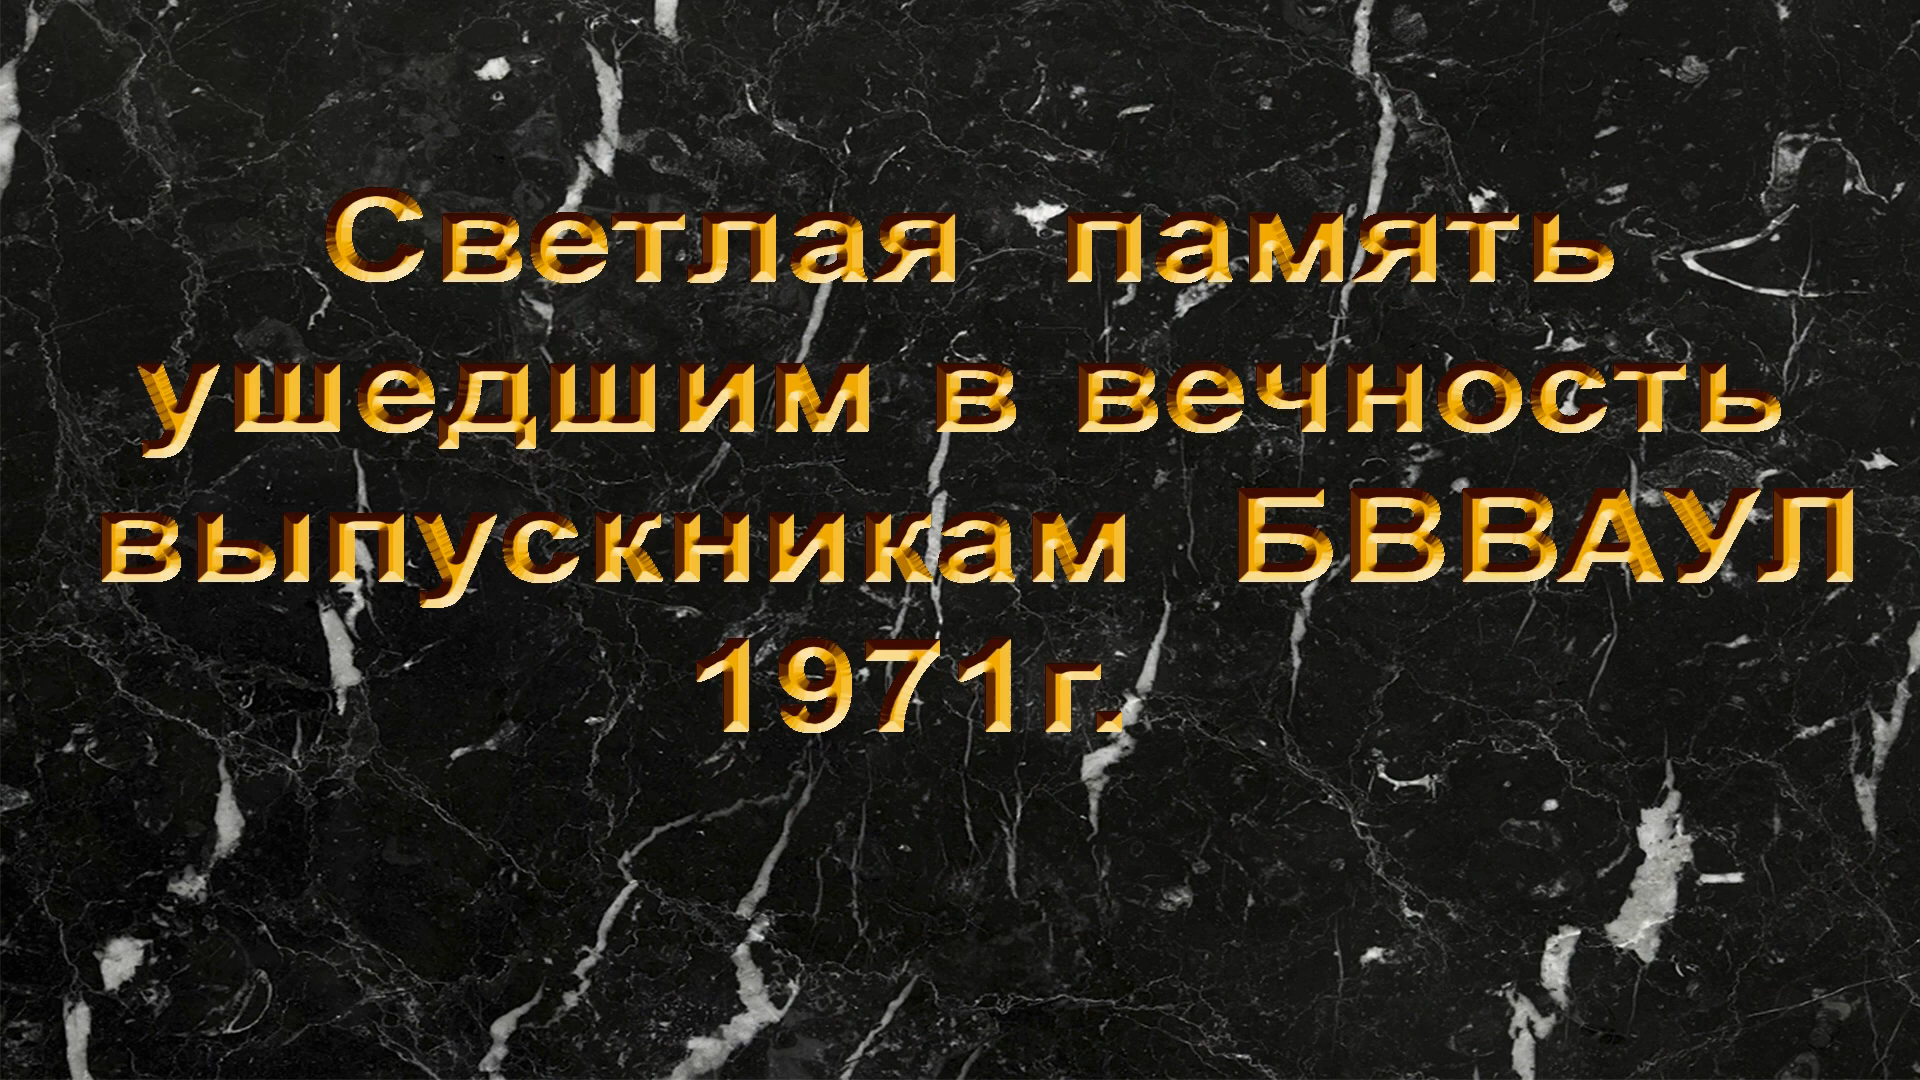 Светлая память
ушедшим в вечность
выпускникам БВВАУЛ
1971г.